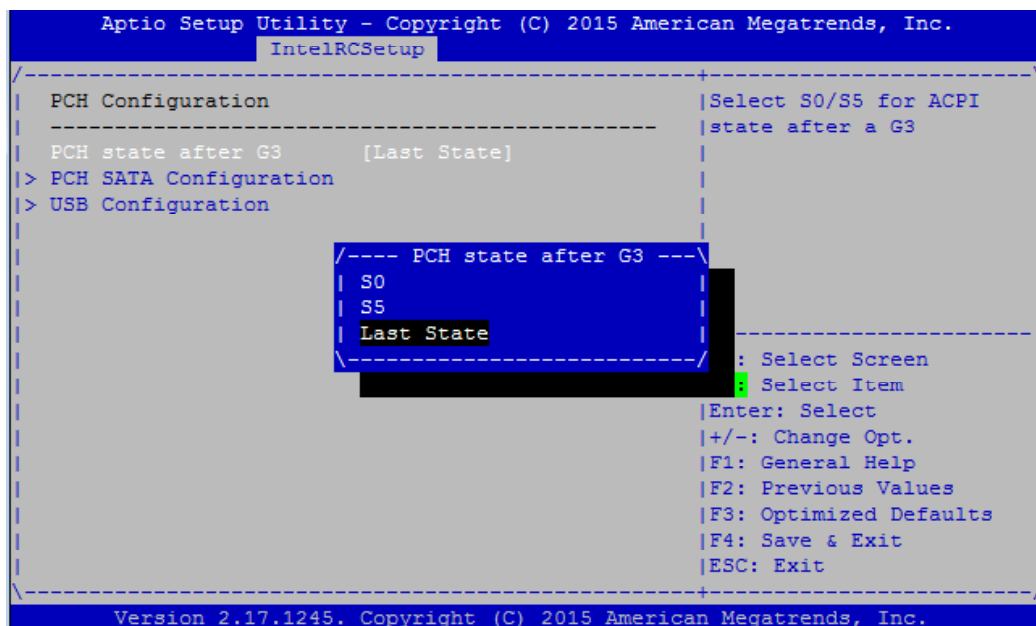 Aptio Setup Utility - Copyright (C) 2015 American Megatrends, Inc.
IntelRCSetup
PCH Configuration
Select S0/S5 for ACPI
state after a G3
PCH state after G3 [Last State]
> PCH SATA Configuration
> USB Configuration
PCH state after G3
S0
S5
Last State
: Select Screen
: Select Item
Enter: Select
+/-: Change Opt.
F1: General Help
F2: Previous Values
F3: Optimized Defaults
F4: Save & Exit
ESC: Exit
Version 2.17.1245. Copyright (C) 2015 American Megatrends, Inc.